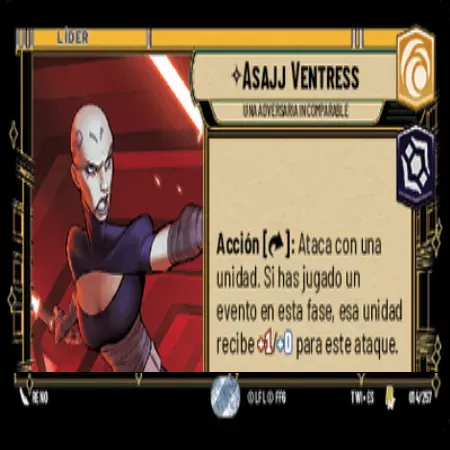 LÍDER
ASAJJ VENTRESS
UNA ADVERSARIA INCOMPARABLE
Acción [ ]: Ataca con una
unidad. Si has jugado un
evento en esta fase, esa unidad
recibe +1/+0 para este ataque.
©LFL ©FFG
TWI • ES
014/257